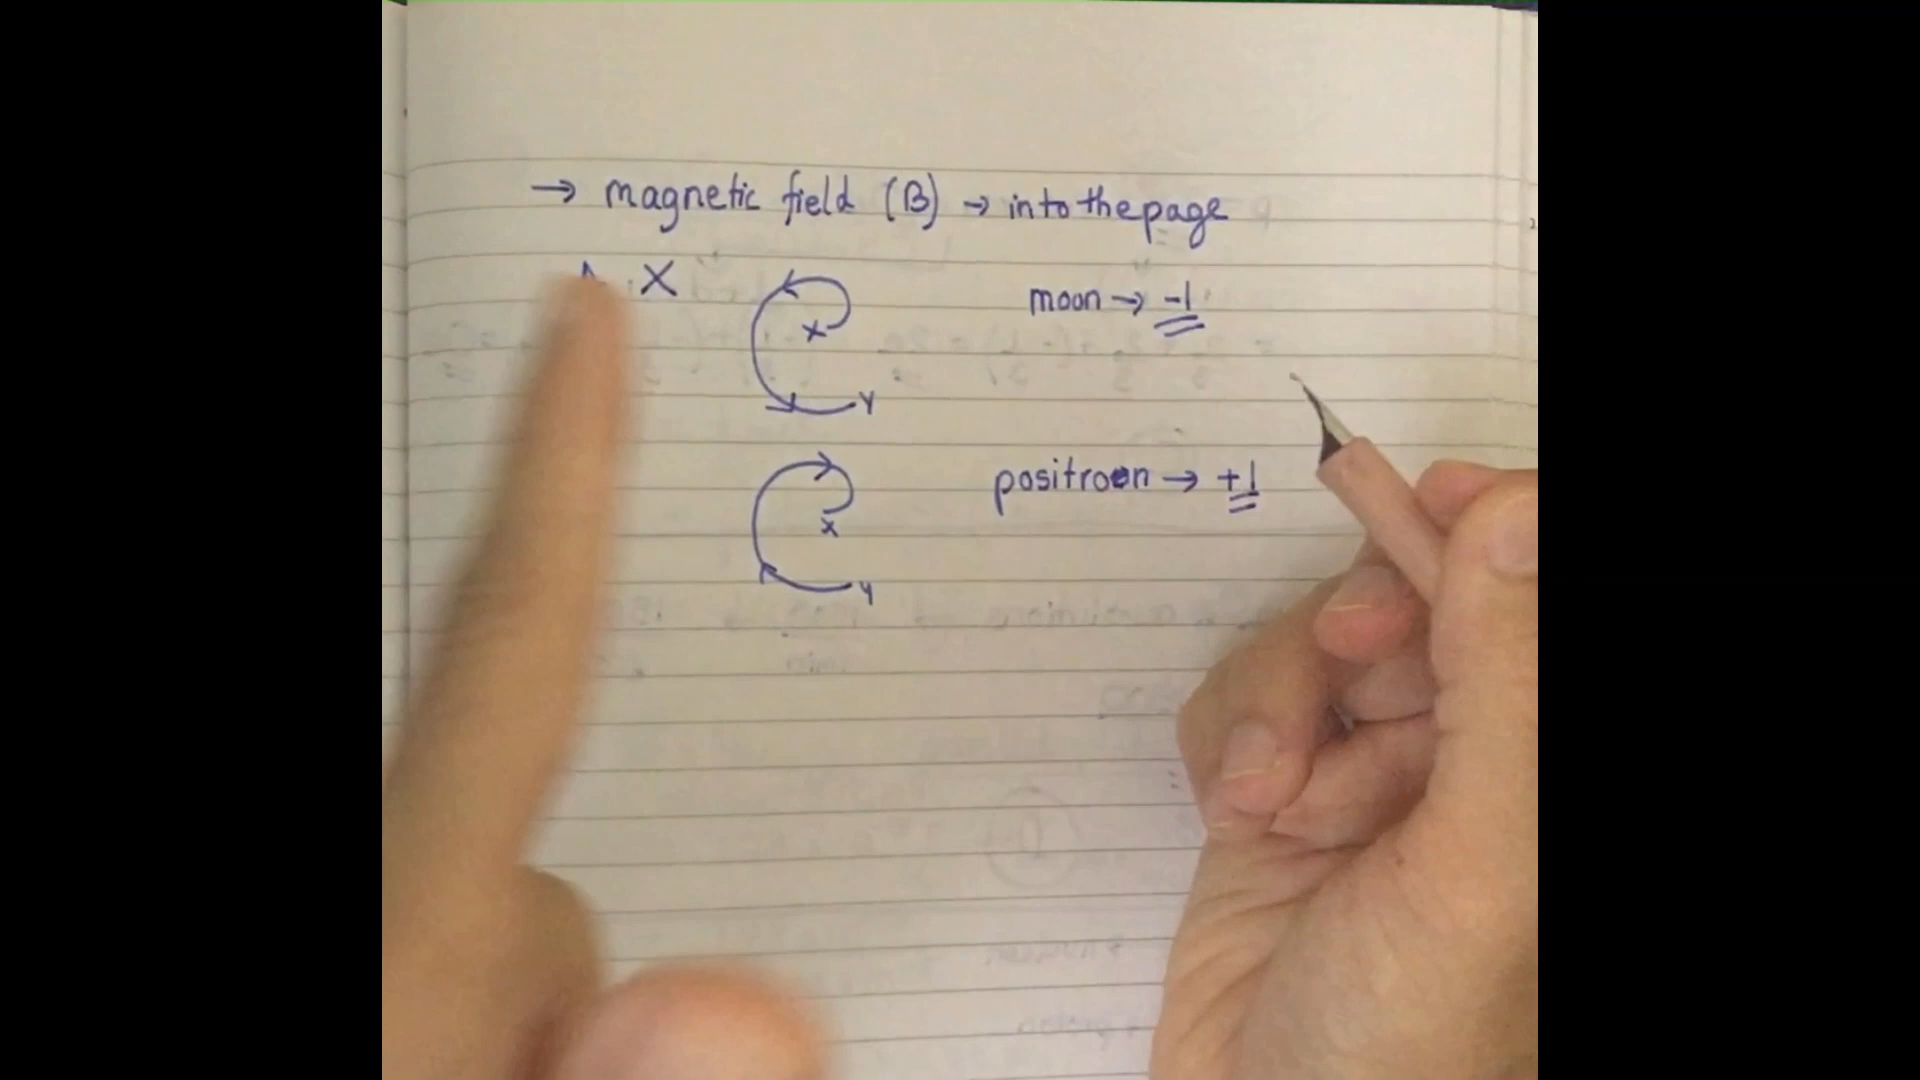 → magnetic field (B) → into the page
X
x
moon → -1
Y
positroen → +1
x
Y